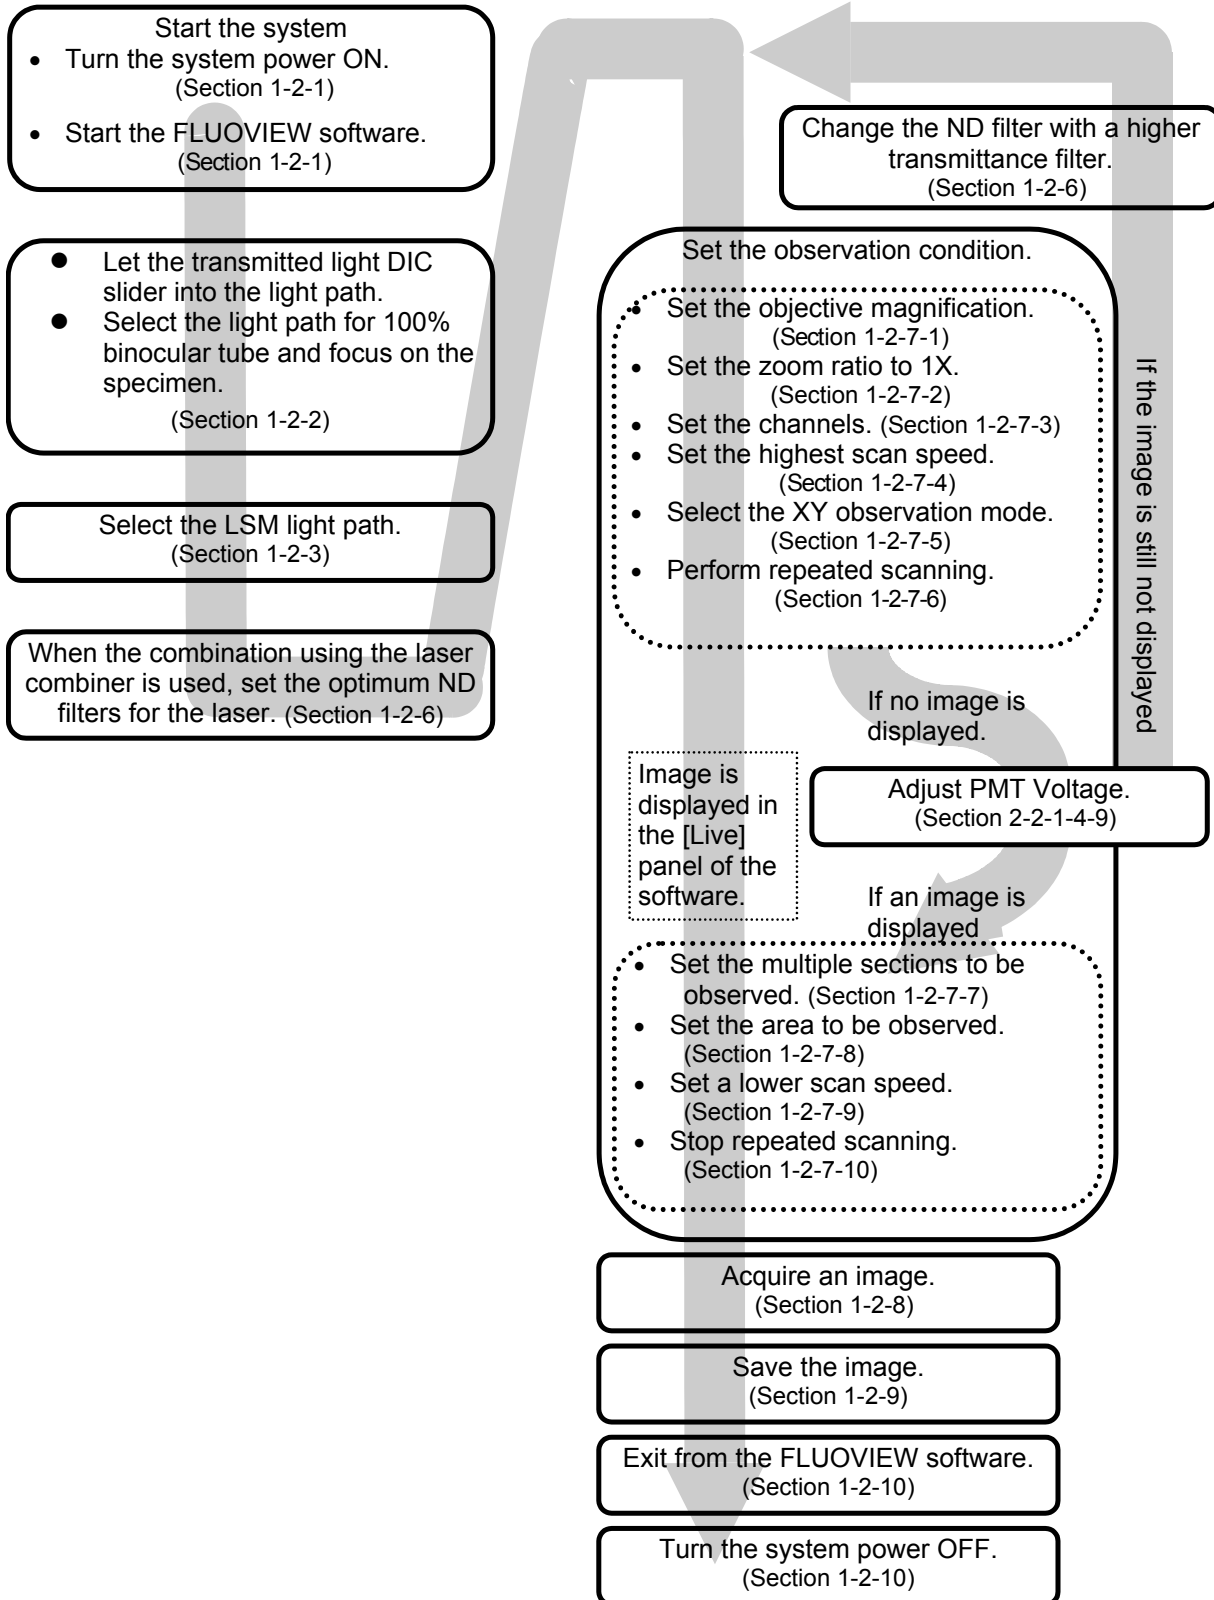 Start the system
• Turn the system power ON.
(Section 1-2-1)
• Start the FLUOVIEW software.
(Section 1-2-1)
● Let the transmitted light DIC
slider into the light path.
● Select the light path for 100%
binocular tube and focus on the
specimen.
(Section 1-2-2)
Select the LSM light path.
(Section 1-2-3)
When the combination using the laser
combiner is used, set the optimum ND
filters for the laser. (Section 1-2-6)
Change the ND filter with a higher
transmittance filter.
(Section 1-2-6)
Set the observation condition.
• Set the objective magnification.
(Section 1-2-7-1)
• Set the zoom ratio to 1X.
(Section 1-2-7-2)
• Set the channels. (Section 1-2-7-3)
• Set the highest scan speed.
(Section 1-2-7-4)
• Select the XY observation mode.
(Section 1-2-7-5)
• Perform repeated scanning.
(Section 1-2-7-6)
If the image is still not displayed
If no image is
displayed.
Image is
displayed in
the [Live]
panel of the
software.
Adjust PMT Voltage.
(Section 2-2-1-4-9)
If an image is
displayed
• Set the multiple sections to be
observed. (Section 1-2-7-7)
• Set the area to be observed.
(Section 1-2-7-8)
• Set a lower scan speed.
(Section 1-2-7-9)
• Stop repeated scanning.
(Section 1-2-7-10)
Acquire an image.
(Section 1-2-8)
Save the image.
(Section 1-2-9)
Exit from the FLUOVIEW software.
(Section 1-2-10)
Turn the system power OFF.
(Section 1-2-10)